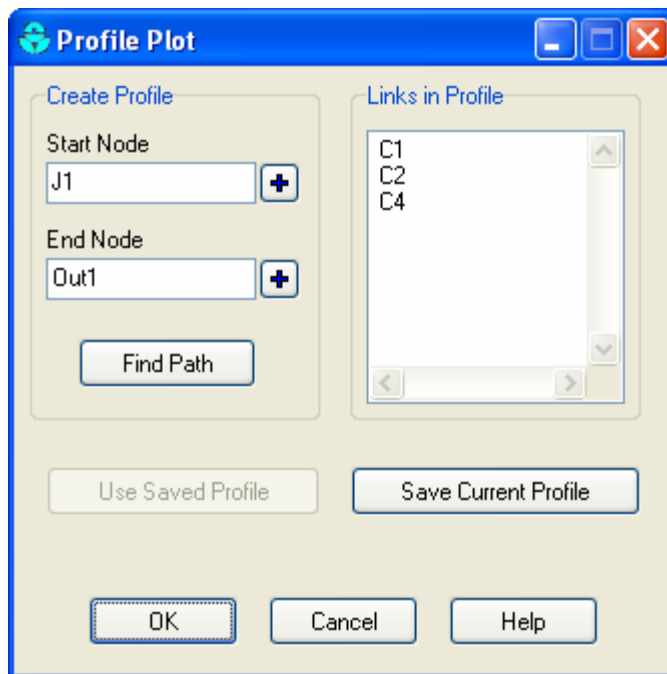 Profile Plot
Create Profile
Start Node
J1
End Node
Out1
Find Path
Links in Profile
C1
C2
C4
Use Saved Profile
Save Current Profile
OK
Cancel
Help